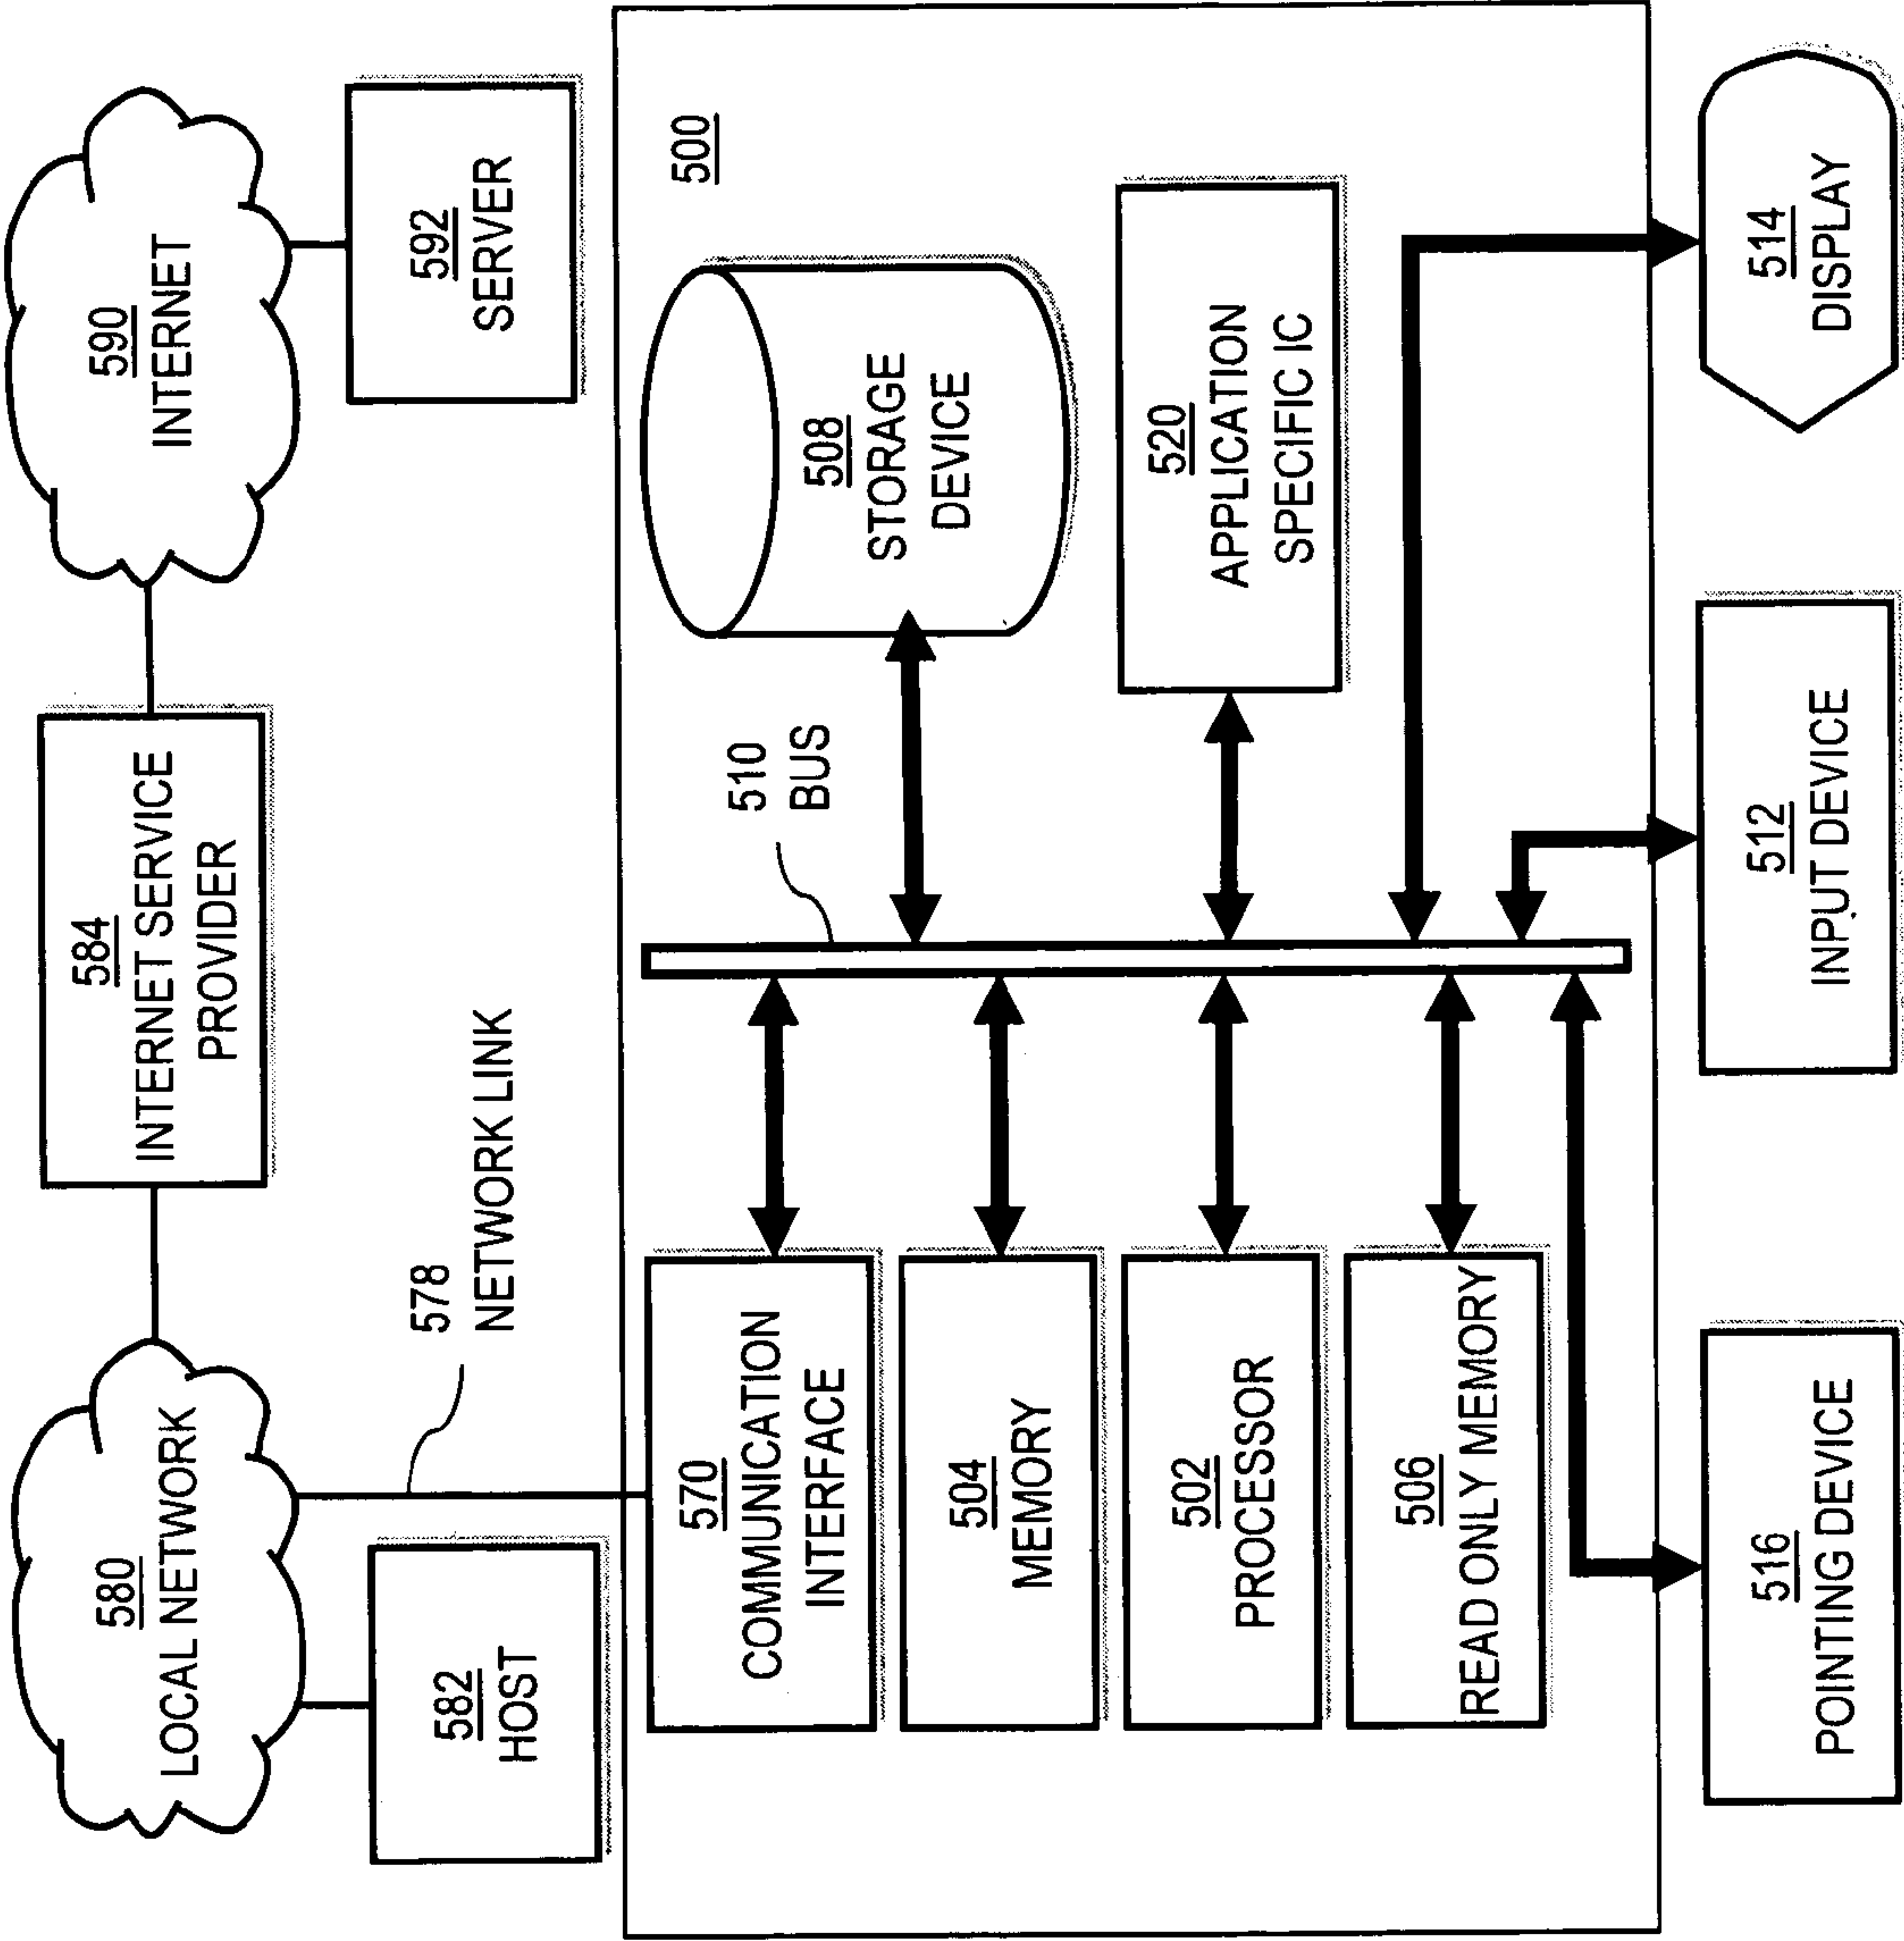 580
LOCAL NETWORK
584
INTERNET SERVICE
PROVIDER
590
INTERNET
582
HOST
578
NETWORK LINK
592
SERVER
500
570
COMMUNICATION
INTERFACE
510
BUS
508
STORAGE
DEVICE
504
MEMORY
502
PROCESSOR
520
APPLICATION
SPECIFIC IC
506
READ ONLY MEMORY
516
POINTING DEVICE
512
INPUT DEVICE
514
DISPLAY